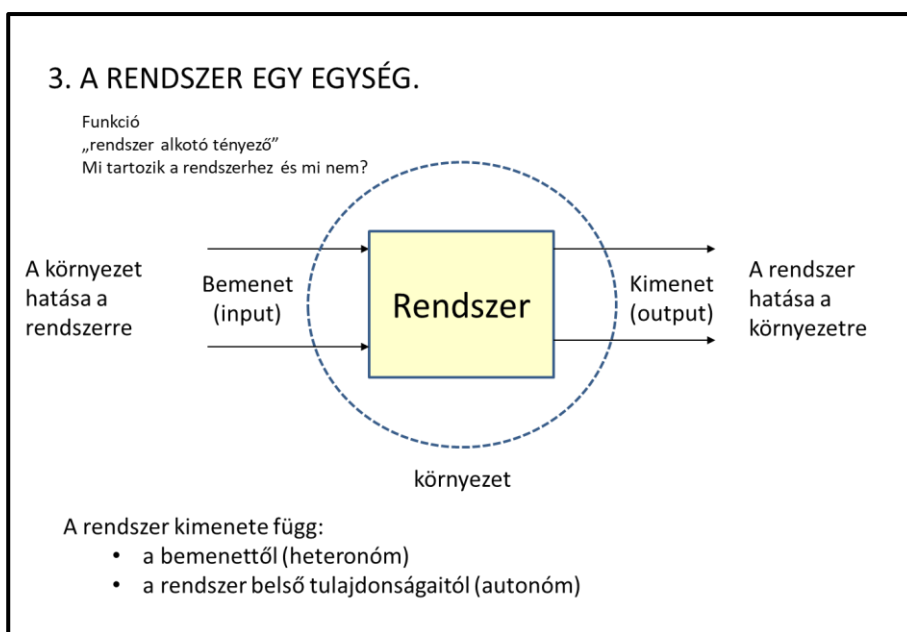 3. A RENDSZER EGY EGYSÉG.
Funkció
„rendszer alkotó tényező”
Mi tartozik a rendszerhez és mi nem?
A környezet
hatása a
rendszerre
Bemenet
(input)
Rendszer
Kimenet
(output)
A rendszer
hatása a
környezetre
környezet
A rendszer kimenete függ:
• a bemenettől (heteronóm)
• a rendszer belső tulajdonságaitól (autonóm)